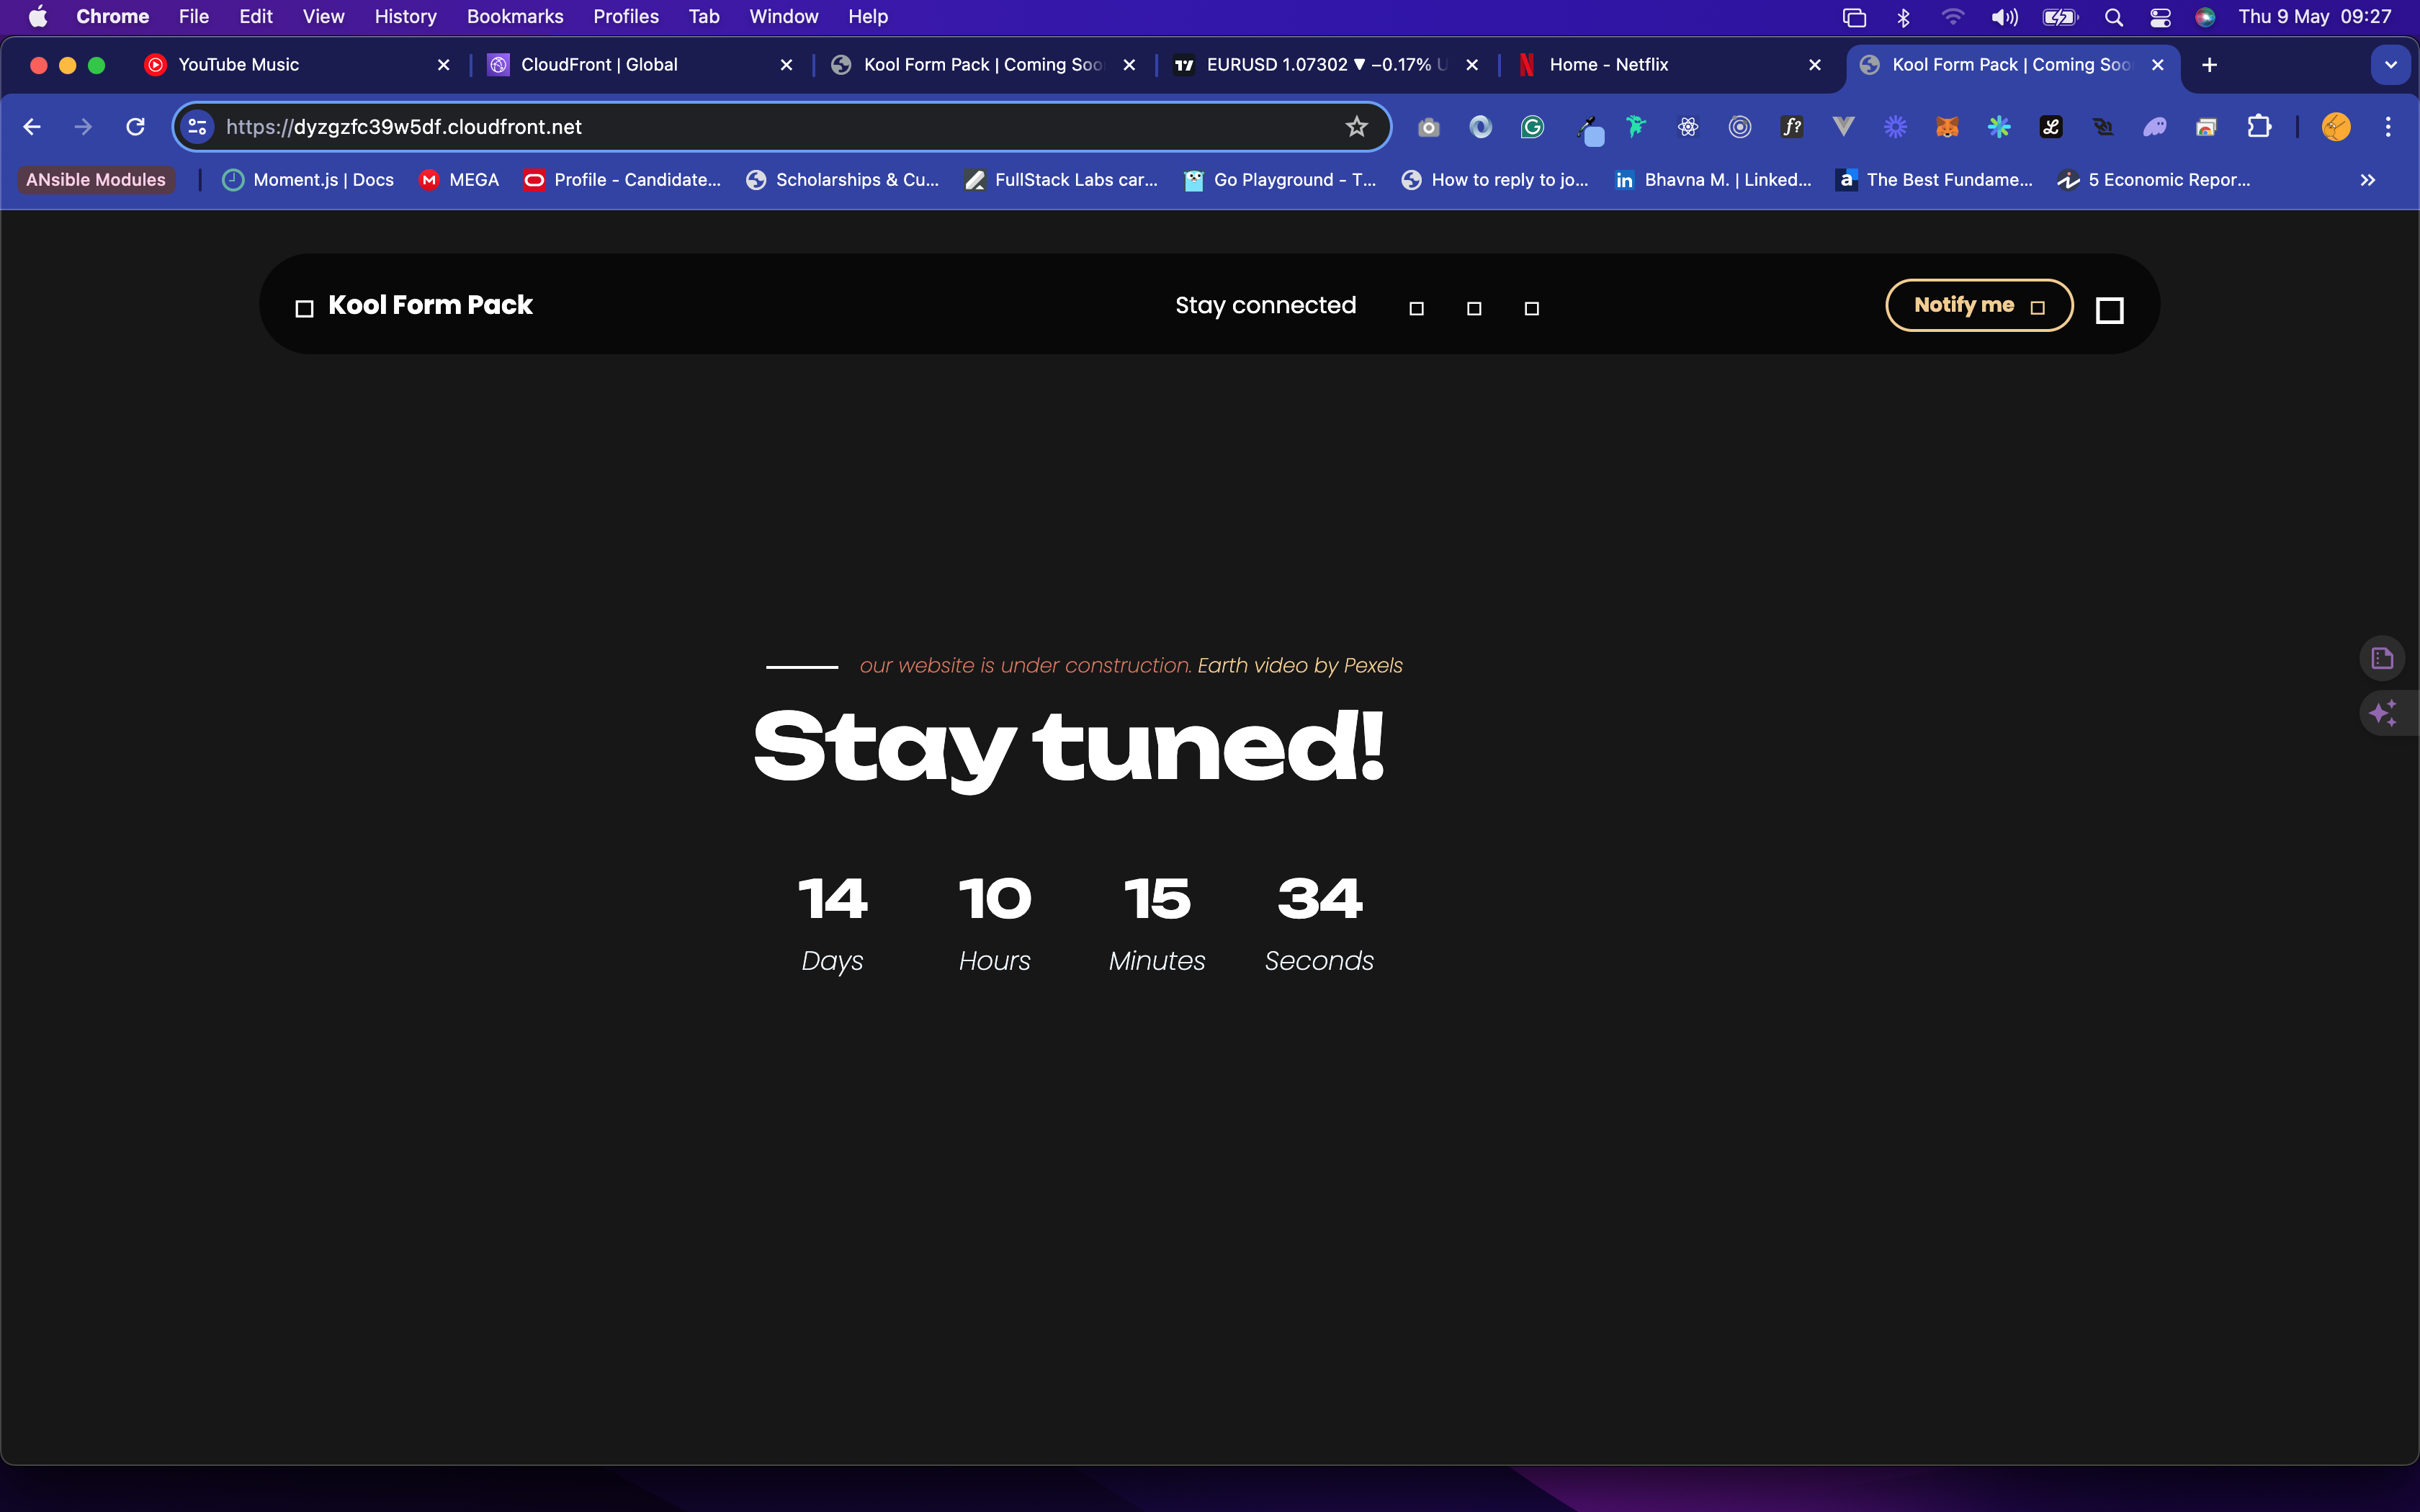 Chrome File Edit View History Bookmarks Profiles Tab Window Help Thu 9 May 09:27
YouTube Music CloudFront | Global Kool Form Pack | Coming Soo EURUSD 1.07302 ▼ −0.17% U Home - Netflix Kool Form Pack | Coming Soo
https://dyzgzfc39w5df.cloudfront.net
ANsible Modules Moment.js | Docs MEGA Profile - Candidate... Scholarships & Cu... FullStack Labs car... Go Playground - T... How to reply to jo... Bhavna M. | Linked... The Best Fundame... 5 Economic Repor...
Kool Form Pack Stay connected Notify me
our website is under construction. Earth video by Pexels
Stay tuned!
14 10 15 34
Days Hours Minutes Seconds